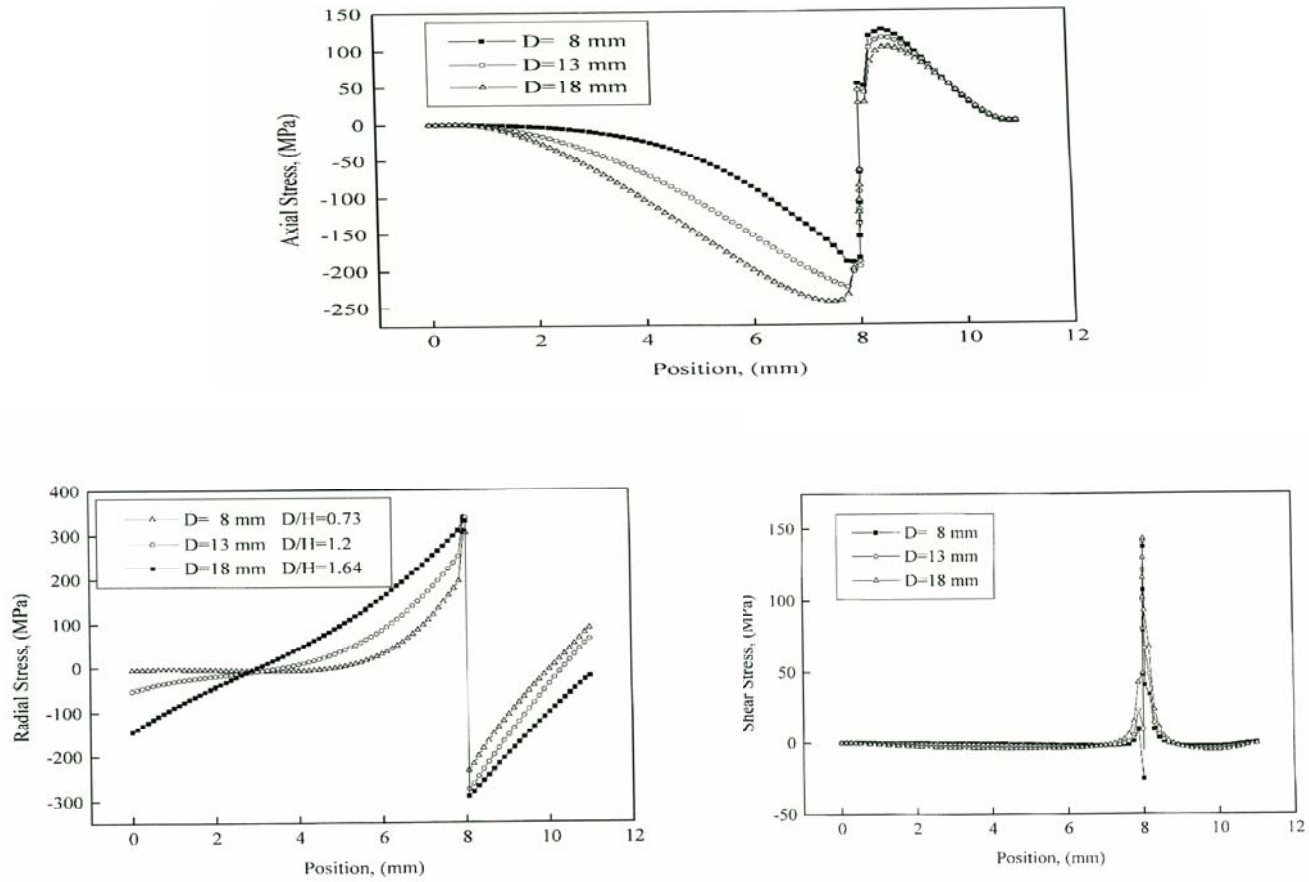 150
100
50
0
-50
-100
-150
-200
-250
Axial Stress, (MPa)
D= 8 mm
D=13 mm
D=18 mm
0 2 4 6 8 10 12
Position, (mm)
400
300
200
100
0
-100
-200
-300
Radial Stress, (MPa)
D= 8 mm D/H=0.73
D=13 mm D/H=1.2
D=18 mm D/H=1.64
0 2 4 6 8 10 12
Position, (mm)
150
100
50
0
-50
Shear Stress, (MPa)
D= 8 mm
D=13 mm
D=18 mm
0 2 4 6 8 10 12
Position, (mm)